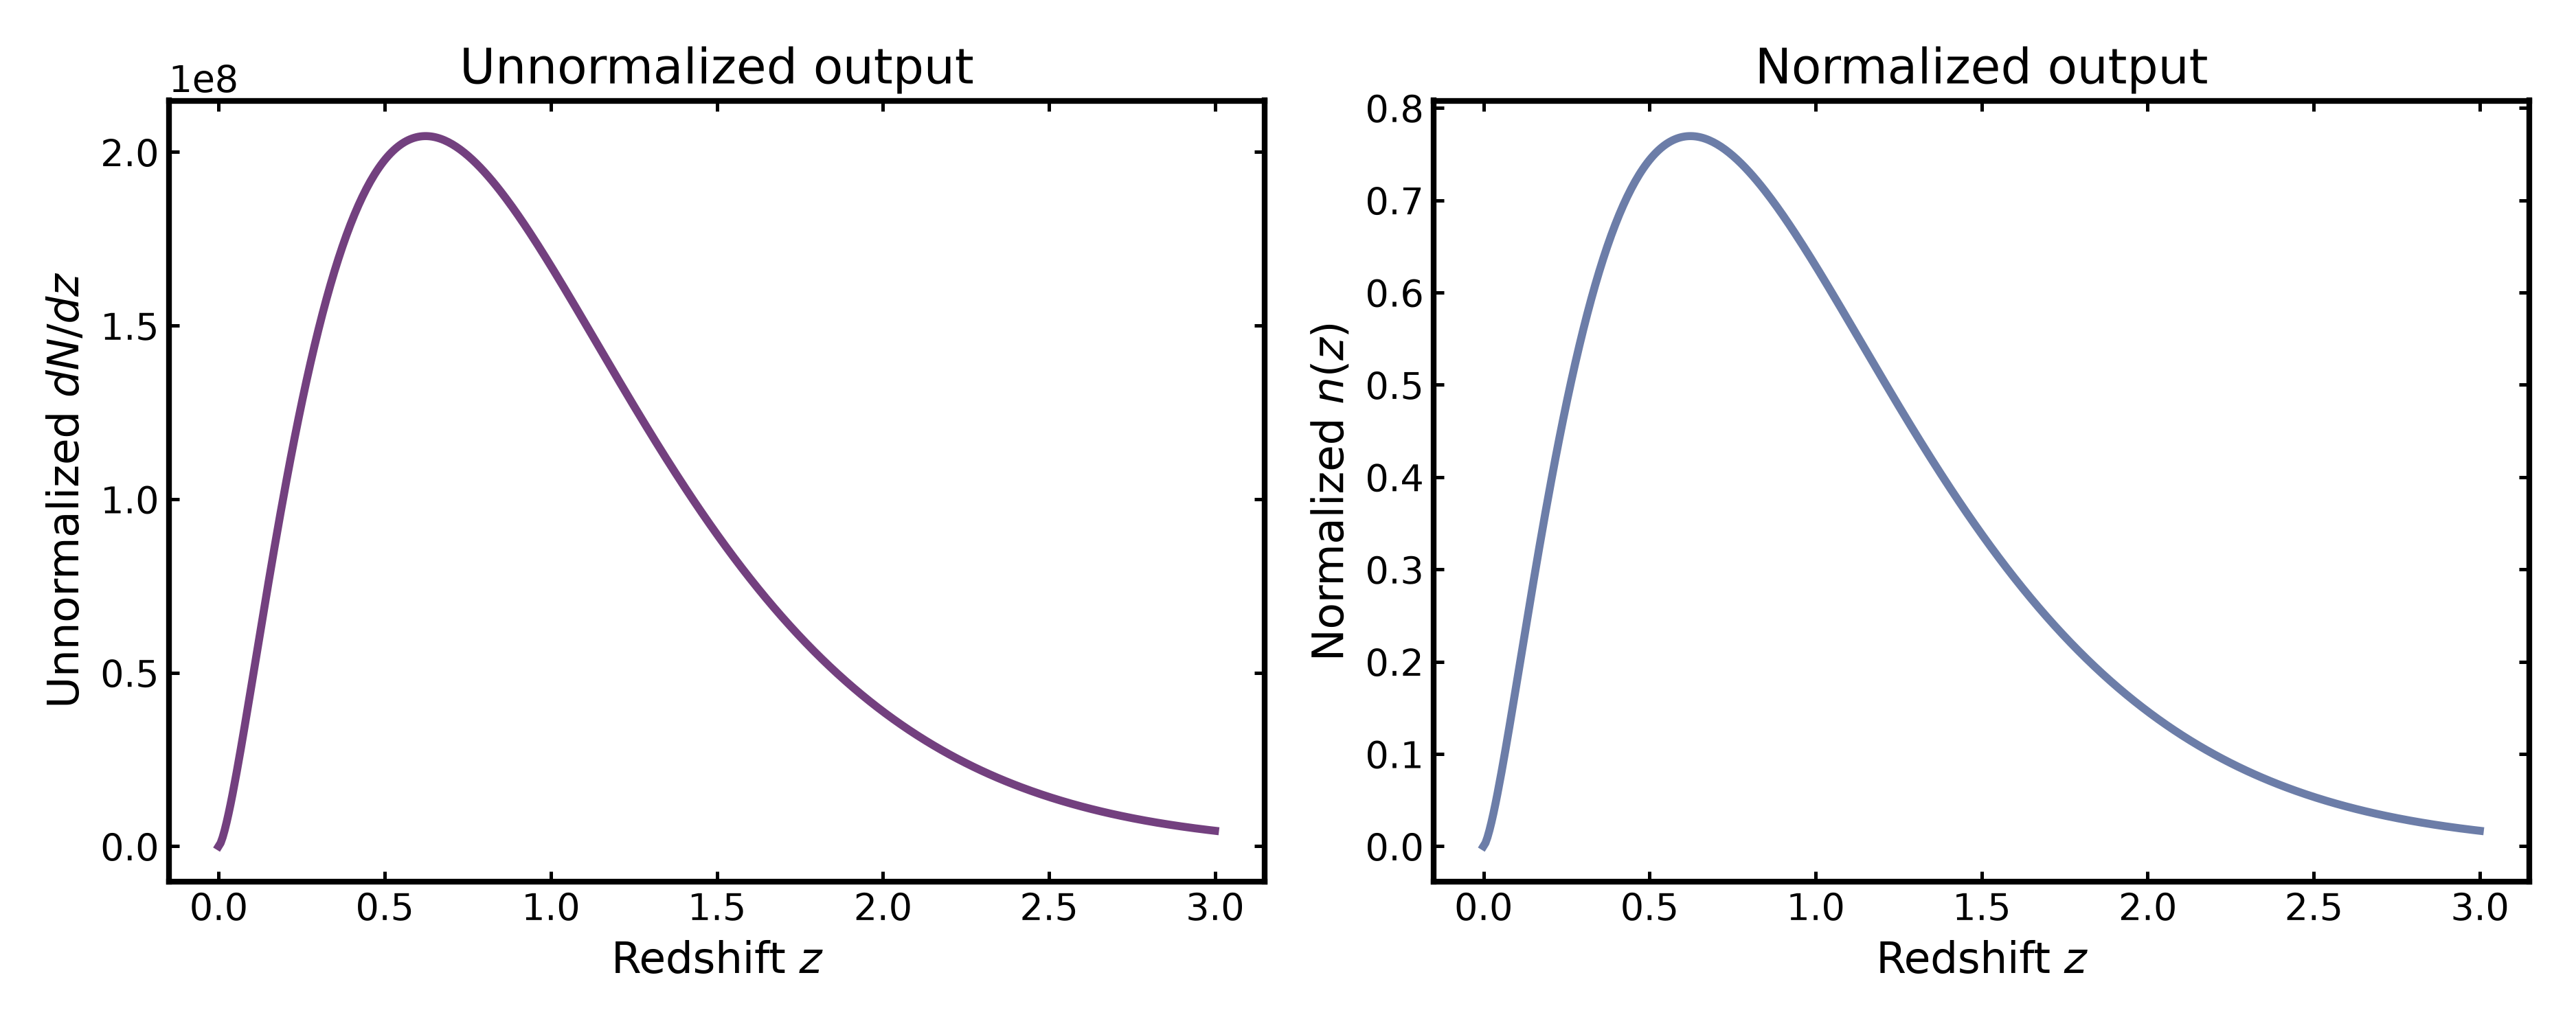 Unnormalized output
1e8
2.0
1.5
1.0
0.5
0.0
Unnormalized dN/dz
0.0 0.5 1.0 1.5 2.0 2.5 3.0
Redshift z
Normalized output
0.8
0.7
0.6
0.5
0.4
0.3
0.2
0.1
0.0
Normalized n(z)
0.0 0.5 1.0 1.5 2.0 2.5 3.0
Redshift z